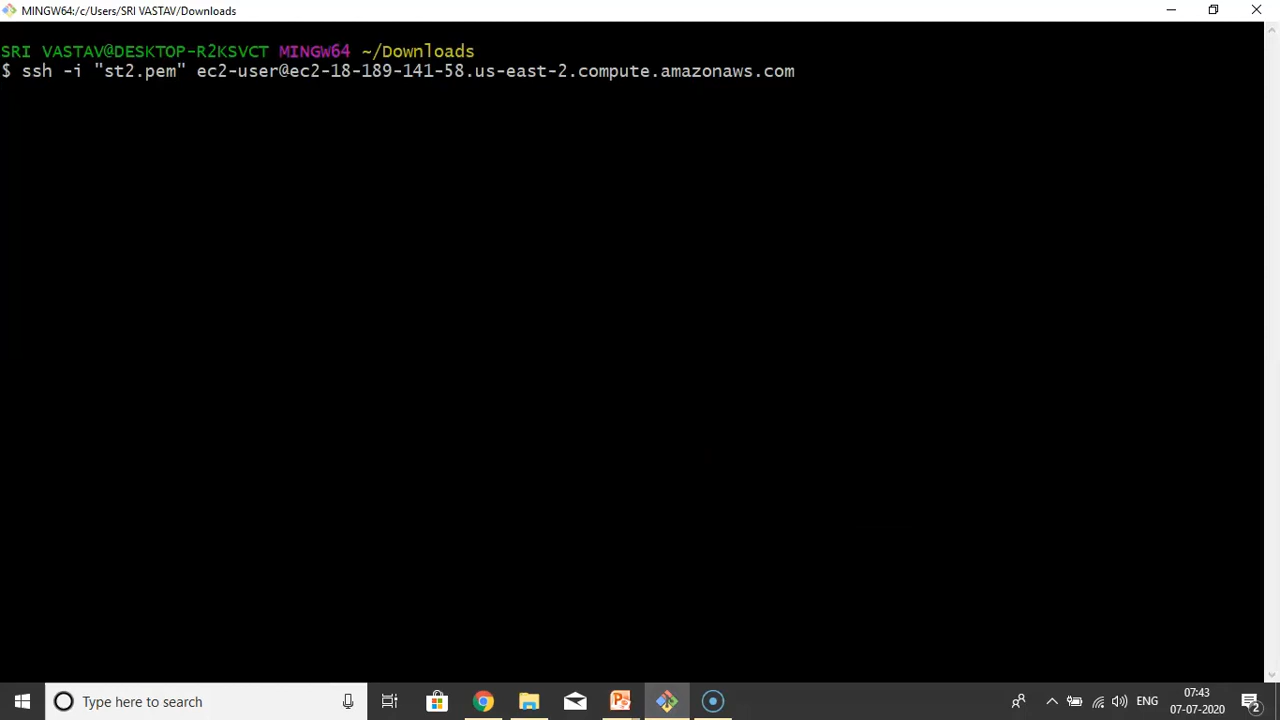 MINGW64:/c/Users/SRI VASTAV/Downloads
SRI VASTAV@DESKTOP-R2KSVCT MINGW64 ~/Downloads
$ ssh -i "st2.pem" ec2-user@ec2-18-189-141-58.us-east-2.compute.amazonaws.com
Type here to search
ENG
07:43
07-07-2020
2